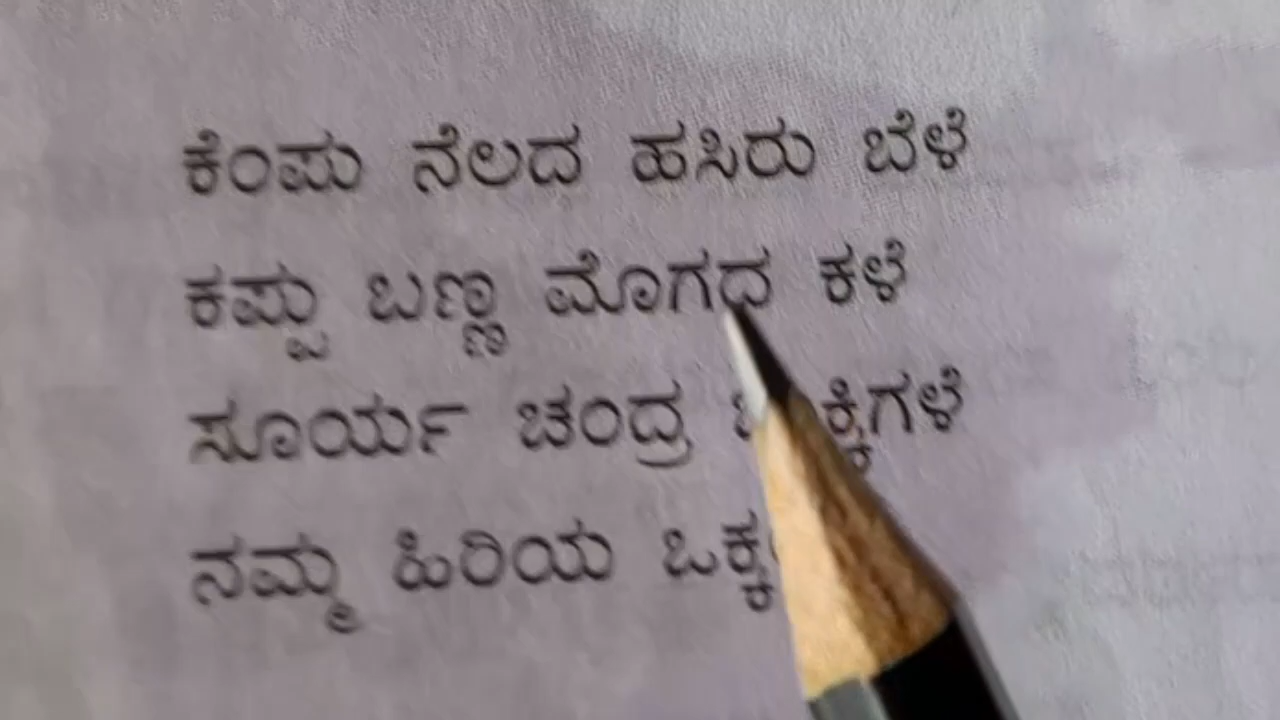 ಕೆಂಪು ನೆಲದ ಹಸಿರು ಬೆಳೆ
ಕಪ್ಪು ಬಣ್ಣ ಮೊಗದ ಕಳೆ
ಸೂರ್ಯ ಚಂದ್ರ
ನಮ್ಮ ಹಿರಿಯ